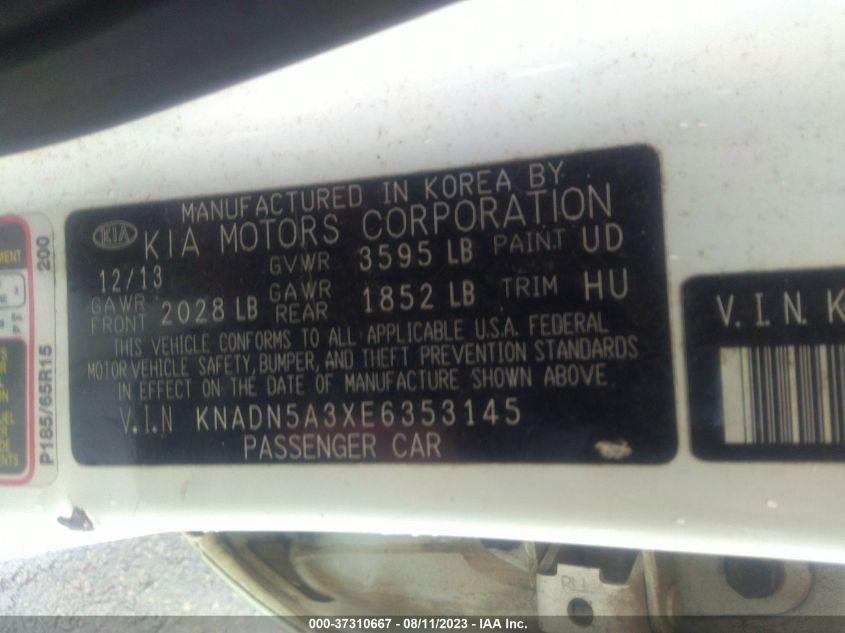 MANUFACTURED IN KOREA BY
KIA
KIA MOTORS CORPORATION
12/13 GVWR 3595 LB PAINT UD
GAWR FRONT 2028 LB GAWR REAR 1852 LB TRIM HU
THIS VEHICLE CONFORMS TO ALL APPLICABLE U.S.A. FEDERAL
MOTOR VEHICLE SAFETY, BUMPER, AND THEFT PREVENTION STANDARDS
IN EFFECT ON THE DATE OF MANUFACTURE SHOWN ABOVE.
V.I.N KNADN5A3XE6353145
PASSENGER CAR
V.I.N. K
P185/65R15 200
000-37310667 - 08/11/2023 - IAA Inc.